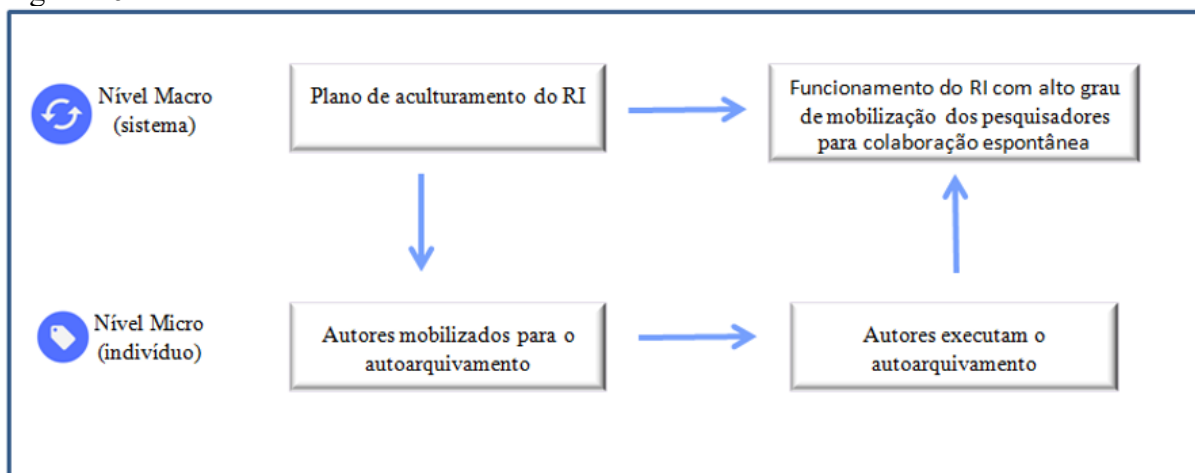 Nível Macro
(sistema)
Plano de aculturamento do RI
Funcionamento do RI com alto grau
de mobilização dos pesquisadores
para colaboração espontânea
Nível Micro
(indivíduo)
Autores mobilizados para o
autoarquivamento
Autores executam o
autoarquivamento